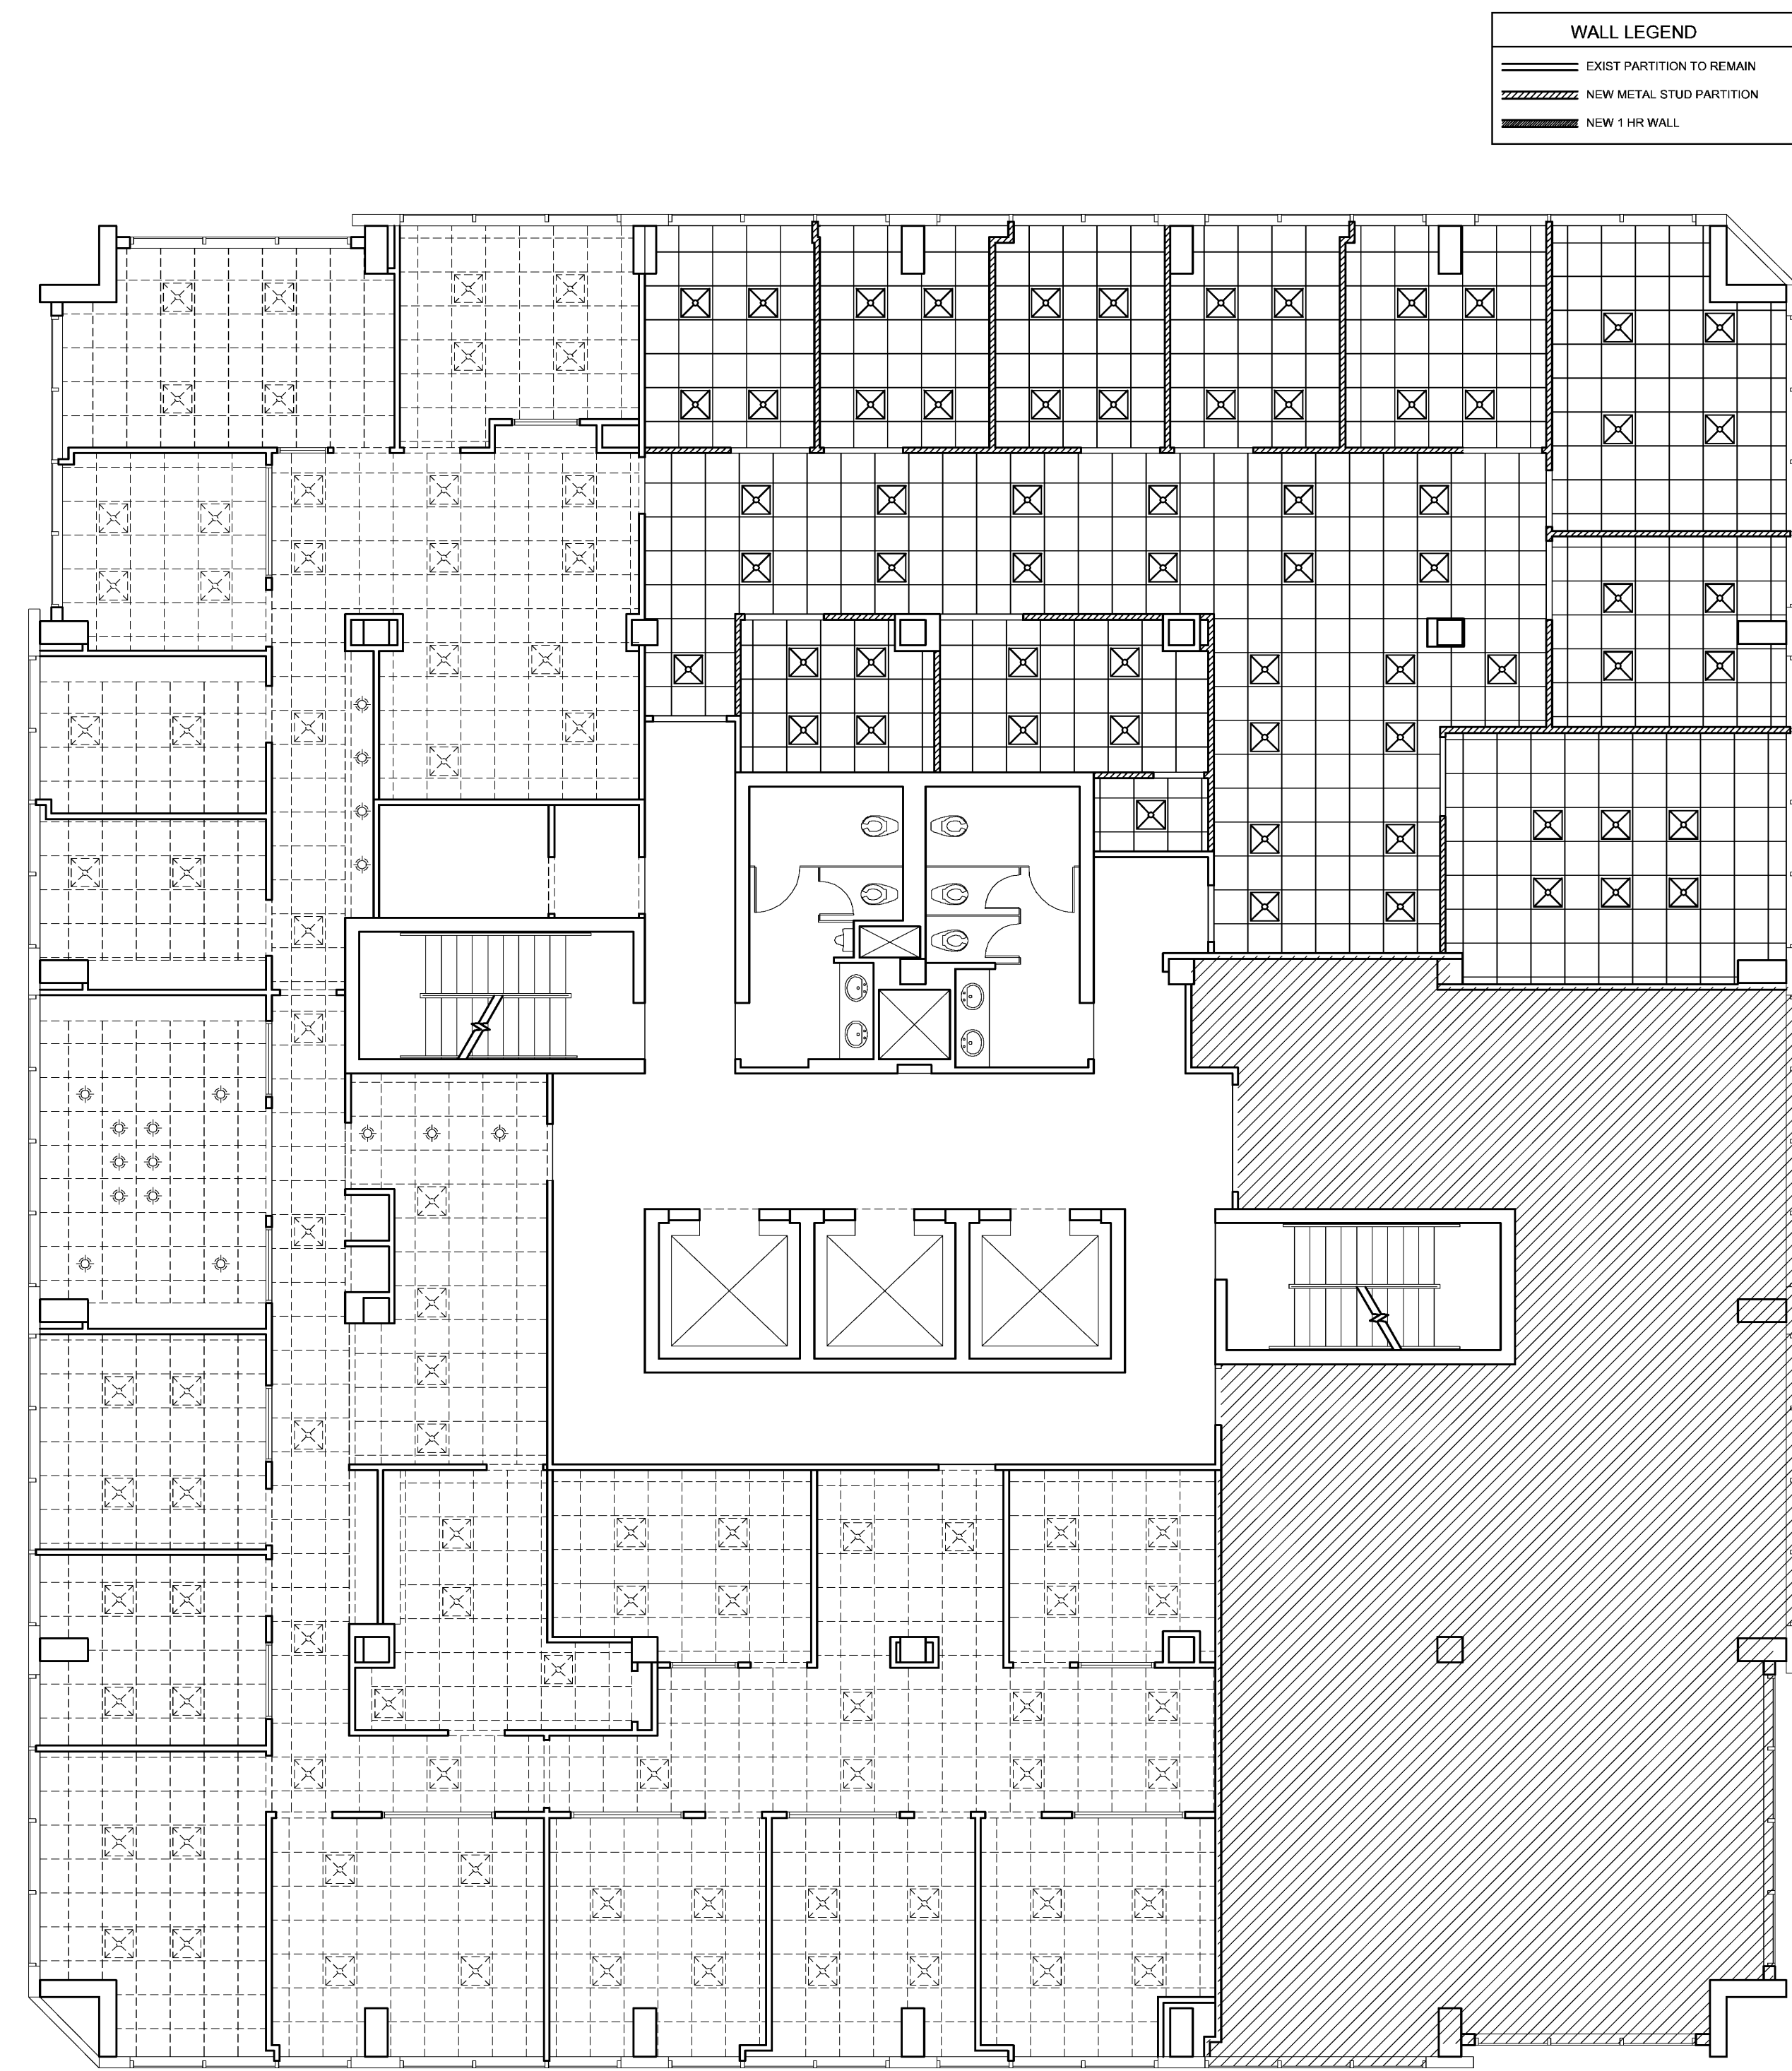 WALL LEGEND
EXIST PARTITION TO REMAIN
NEW METAL STUD PARTITION
NEW 1 HR WALL